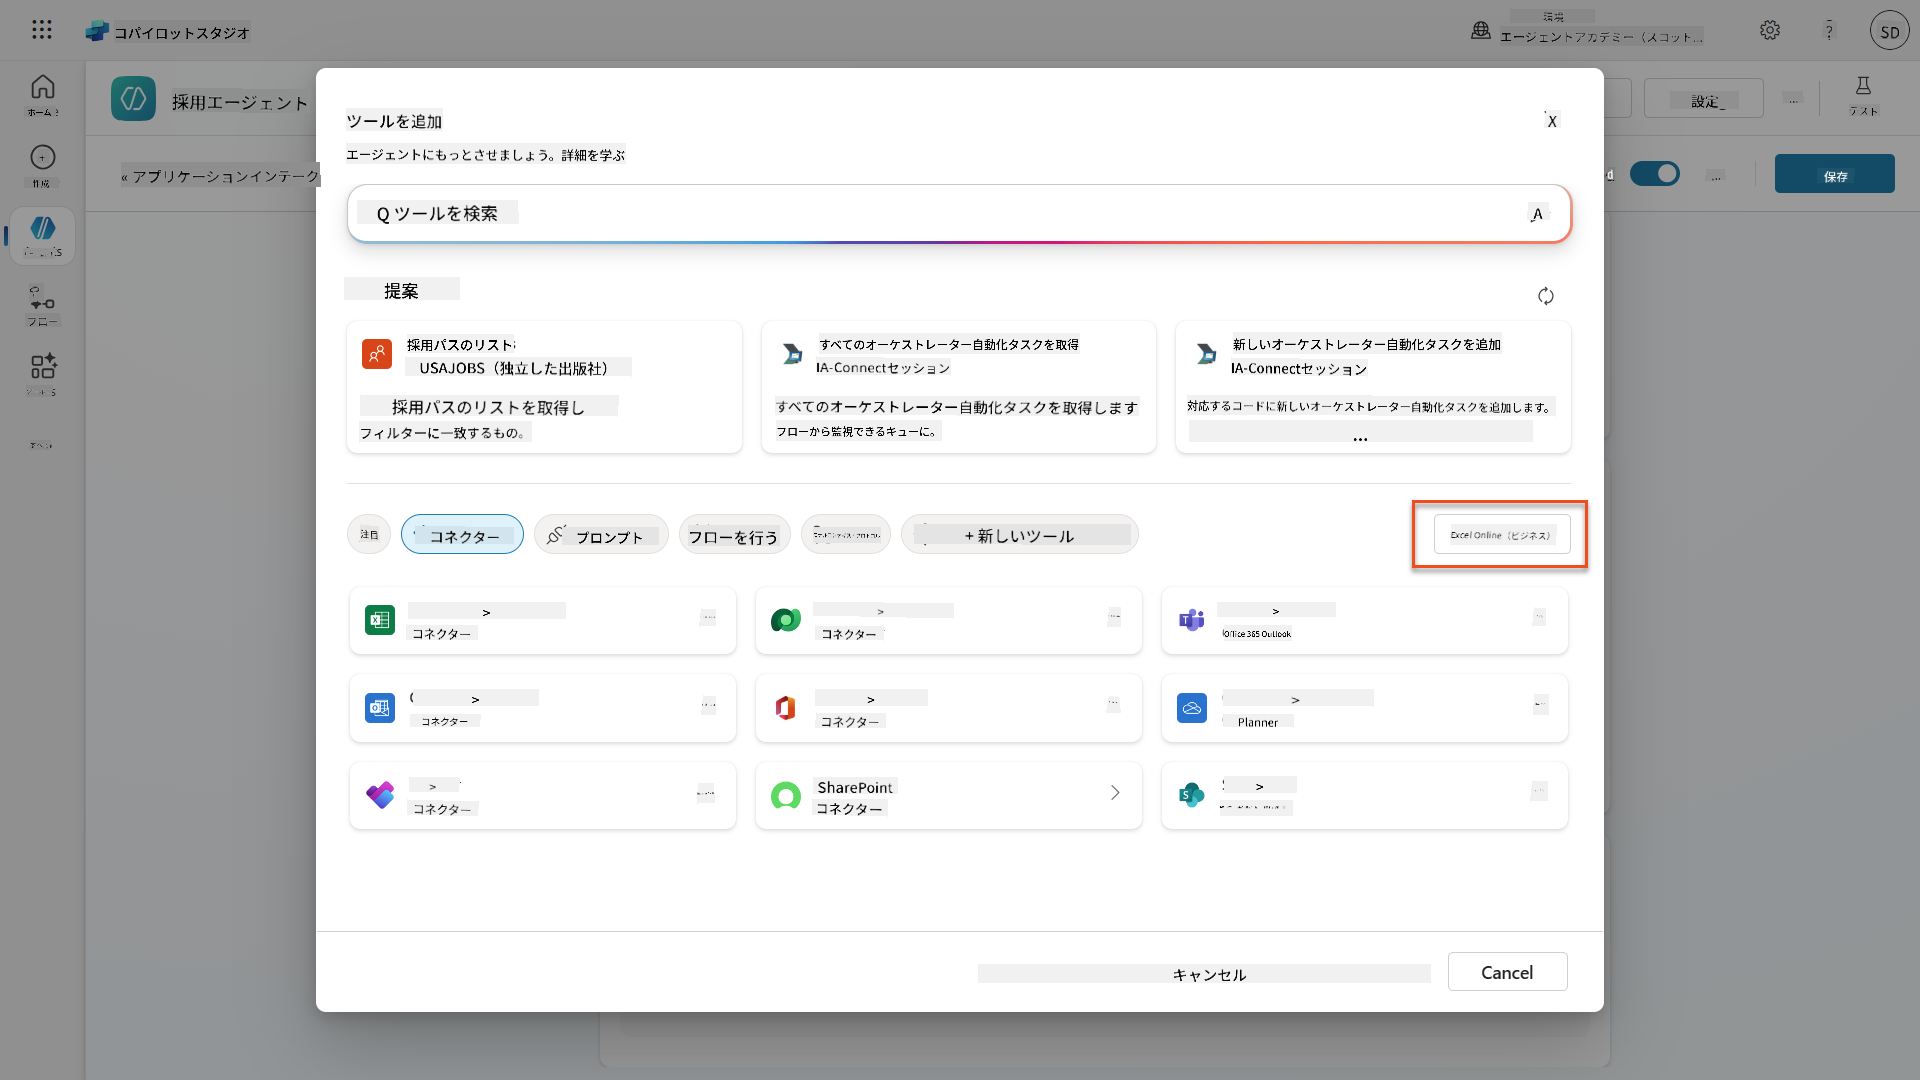 コパイロットスタジオ
環境
エージェントアカデミー（スコット...
?
SD
ホーム
作成
フロー
採用エージェント
設定
...
テスト
« アプリケーションインテーク
...
保存
ツールを追加
X
エージェントにもっとさせましょう。詳細を学ぶ
Q ツールを検索
A
提案
採用パスのリスト
USAJOBS（独立した出版社）
採用パスのリストを取得し
フィルターに一致するもの。
すべてのオーケストレーター自動化タスクを取得
IA-Connectセッション
すべてのオーケストレーター自動化タスクを取得します
フローから監視できるキューに。
新しいオーケストレーター自動化タスクを追加
IA-Connectセッション
対応するコードに新しいオーケストレーター自動化タスクを追加します。
...
注目
コネクター
プロンプト
フローを行う
+ 新しいツール
Excel Online（ビジネス）
>
コネクター
>
コネクター
>
Office 365 Outlook
>
コネクター
>
コネクター
>
Planner
>
コネクター
SharePoint
コネクター
>
キャンセル
Cancel